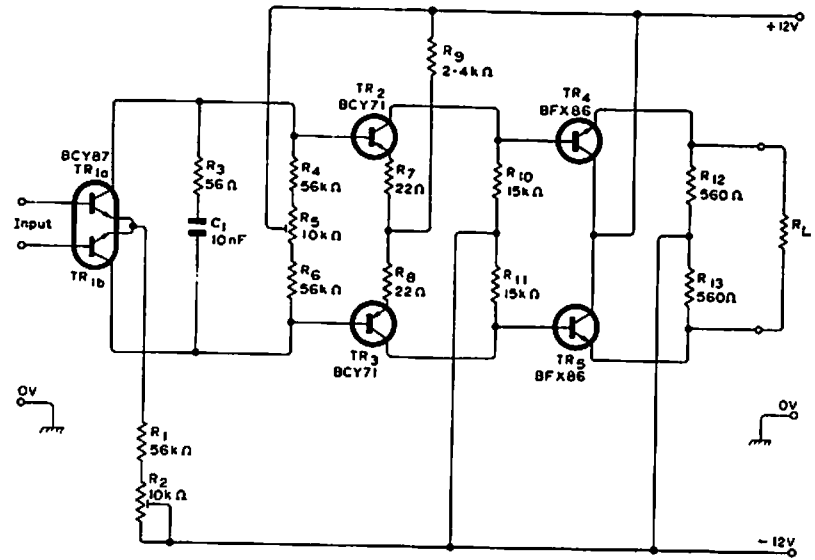 +12V
R9
2·4kΩ
TR2
BCY71
TR4
BFX86
BCY87
TR1a
R3
56Ω
R4
56kΩ
R7
22Ω
R10
15kΩ
R12
560Ω
Input
C1
10nF
R5
10kΩ
RL
TR1b
R6
56kΩ
R8
22Ω
R11
15kΩ
R13
560Ω
TR3
BCY71
TR5
BFX86
0V
0V
R1
56kΩ
R2
10kΩ
-12V